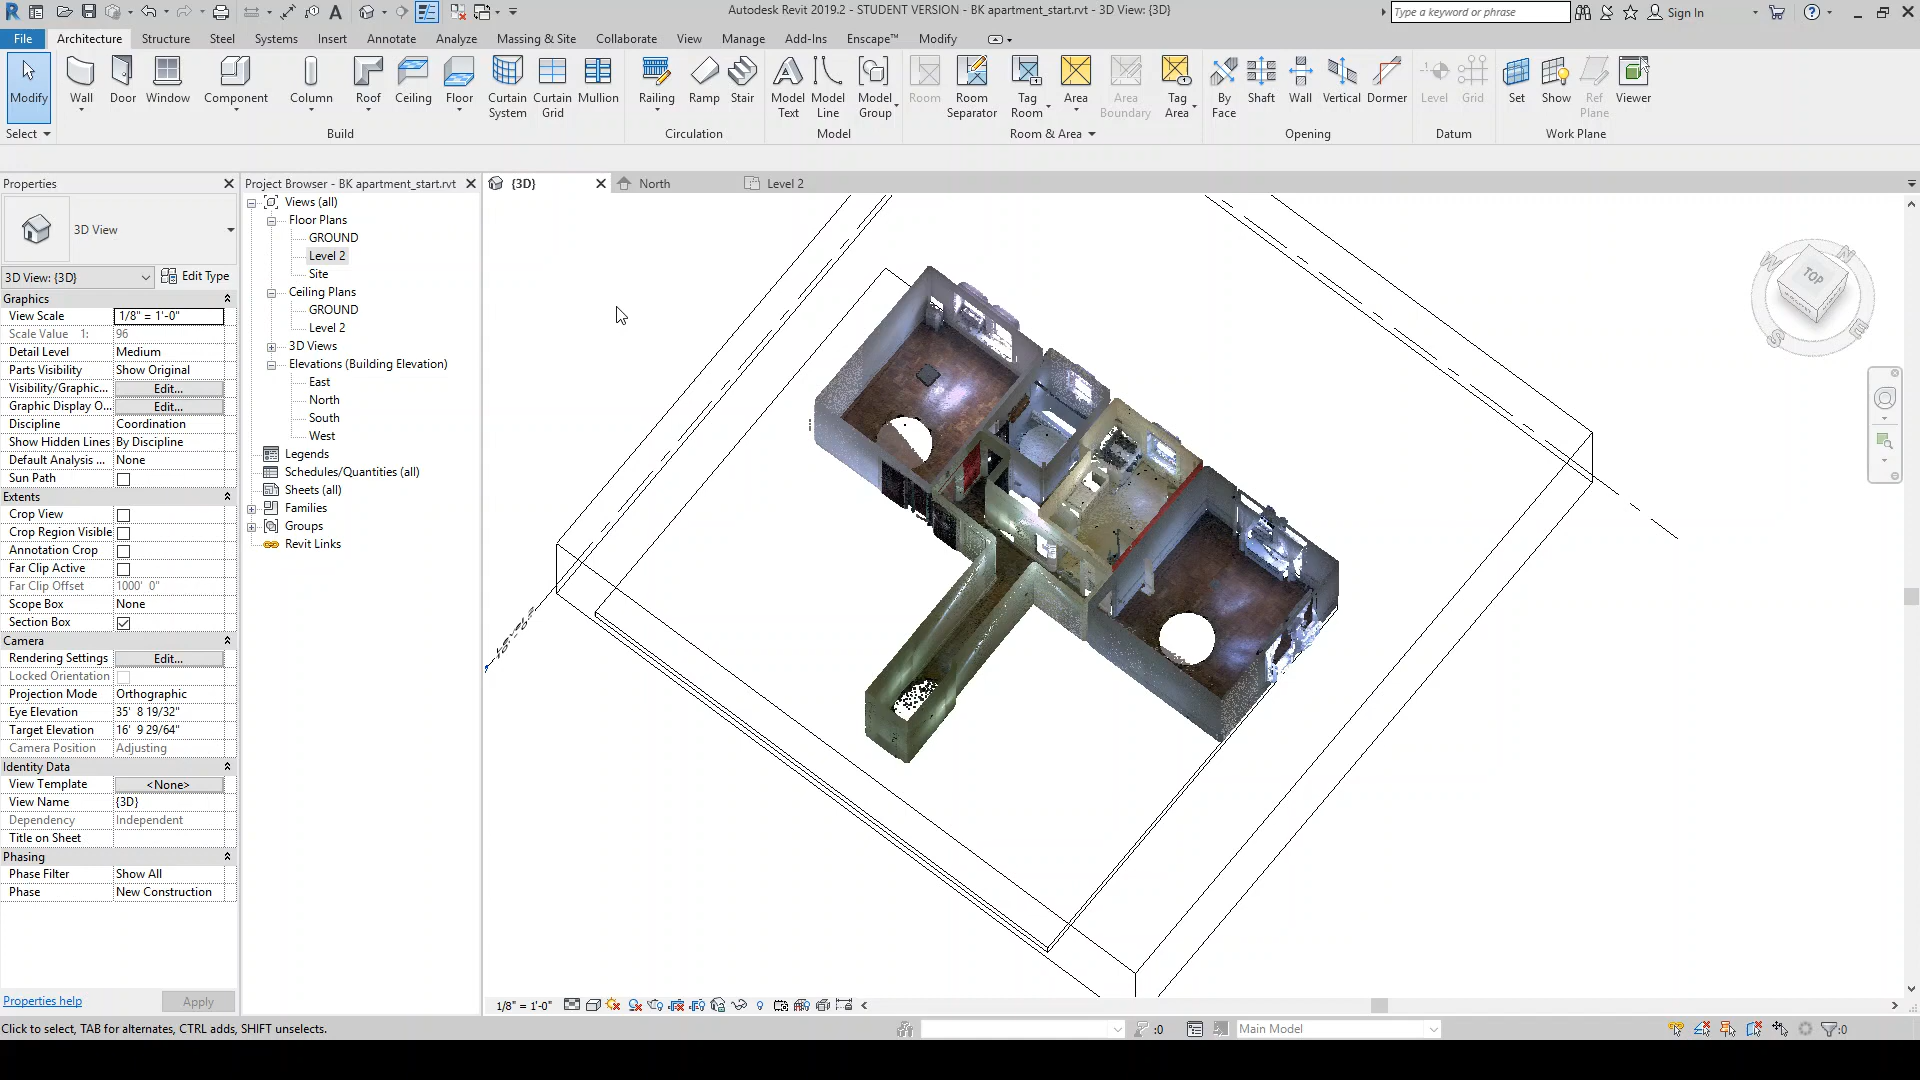 Autodesk Revit 2019.2 - STUDENT VERSION - BK apartment_start.rvt - 3D View: {3D}
Type a keyword or phrase
Sign In
File Architecture Structure Steel Systems Insert Annotate Analyze Massing & Site Collaborate View Manage Add-Ins Enscape™ Modify
Modify Wall Door Window Component Column Roof Ceiling Floor Curtain System Curtain Grid Mullion Railing Ramp Stair Model Text Model Line Model Group Room Room Separator Tag Room Area Area Boundary Tag Area By Face Shaft Wall Vertical Dormer Level Grid Set Show Ref Plane Viewer
Select Build Circulation Model Room & Area Opening Datum Work Plane
Properties
3D View
3D View: {3D} Edit Type
Graphics
View Scale 1/8" = 1'-0"
Scale Value 1: 96
Detail Level Medium
Parts Visibility Show Original
Visibility/Graphic... Edit...
Graphic Display O... Edit...
Discipline Coordination
Show Hidden Lines By Discipline
Default Analysis ... None
Sun Path
Extents
Crop View
Crop Region Visible
Annotation Crop
Far Clip Active
Far Clip Offset 1000' 0"
Scope Box None
Section Box
Camera
Rendering Settings Edit...
Locked Orientation
Projection Mode Orthographic
Eye Elevation 35' 8 19/32"
Target Elevation 16' 9 29/64"
Camera Position Adjusting
Identity Data
View Template <None>
View Name {3D}
Dependency Independent
Title on Sheet
Phasing
Phase Filter Show All
Phase New Construction
Properties help Apply
Project Browser - BK apartment_start.rvt
Views (all)
Floor Plans
GROUND
Level 2
Site
Ceiling Plans
GROUND
Level 2
3D Views
Elevations (Building Elevation)
East
North
South
West
Legends
Schedules/Quantities (all)
Sheets (all)
Families
Groups
Revit Links
{3D} North Level 2
TOP
W N S E
1/8" = 1'-0"
Click to select, TAB for alternates, CTRL adds, SHIFT unselects.
:0 Main Model :0